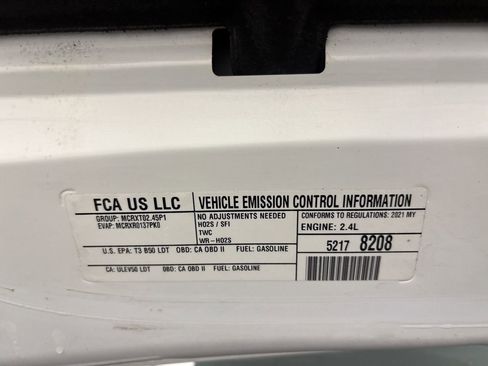 FCA US LLC
GROUP: MCRXT02.45P1
EVAP: MCRXR0137PK0
VEHICLE EMISSION CONTROL INFORMATION
NO ADJUSTMENTS NEEDED
HO2S / SFI
TWC
WR-HO2S
CONFORMS TO REGULATIONS: 2021 MY
ENGINE: 2.4L
5217 8208
U.S. EPA: T3 B50 LDT OBD: CA OBD II FUEL: GASOLINE
CA: ULEV50 LDT OBD: CA OBD II FUEL: GASOLINE